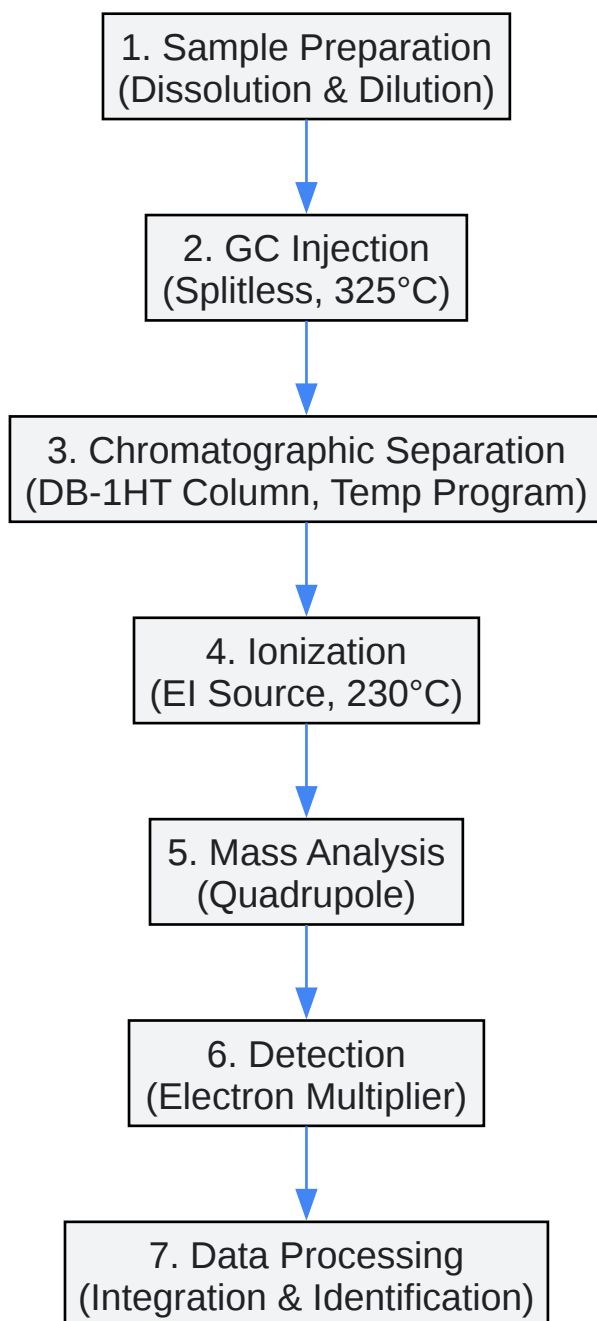 1. Sample Preparation
(Dissolution & Dilution)
2. GC Injection
(Splitless, 325°C)
3. Chromatographic Separation
(DB-1HT Column, Temp Program)
4. Ionization
(EI Source, 230°C)
5. Mass Analysis
(Quadrupole)
6. Detection
(Electron Multiplier)
7. Data Processing
(Integration & Identification)